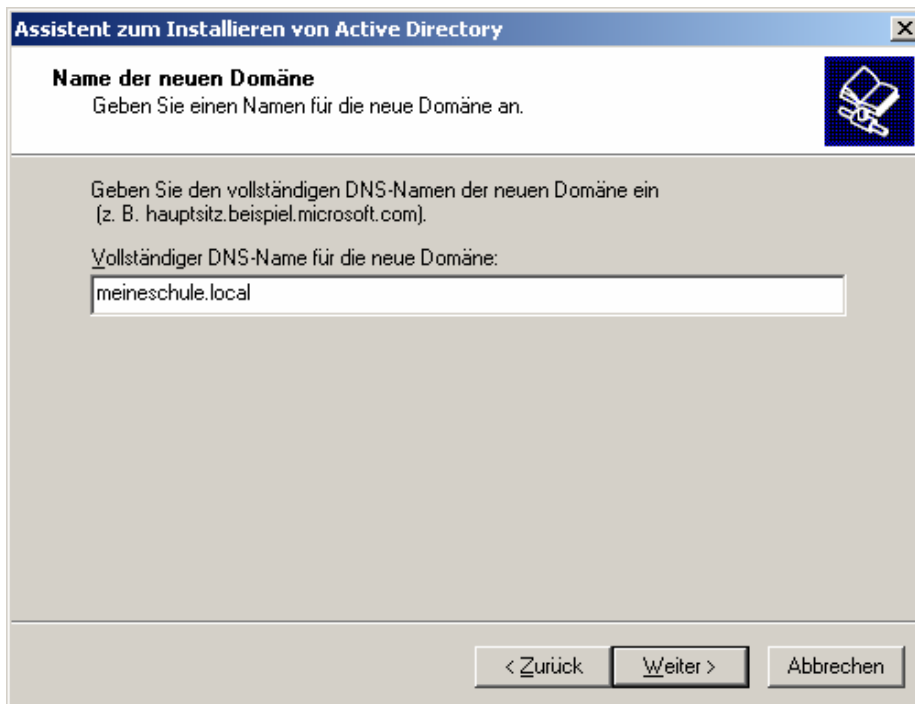 Assistent zum Installieren von Active Directory
Name der neuen Domäne
Geben Sie einen Namen für die neue Domäne an.
Geben Sie den vollständigen DNS-Namen der neuen Domäne ein
(z. B. hauptsitz.beispiel.microsoft.com).
Vollständiger DNS-Name für die neue Domäne:
meineschule.local
< Zurück Weiter > Abbrechen